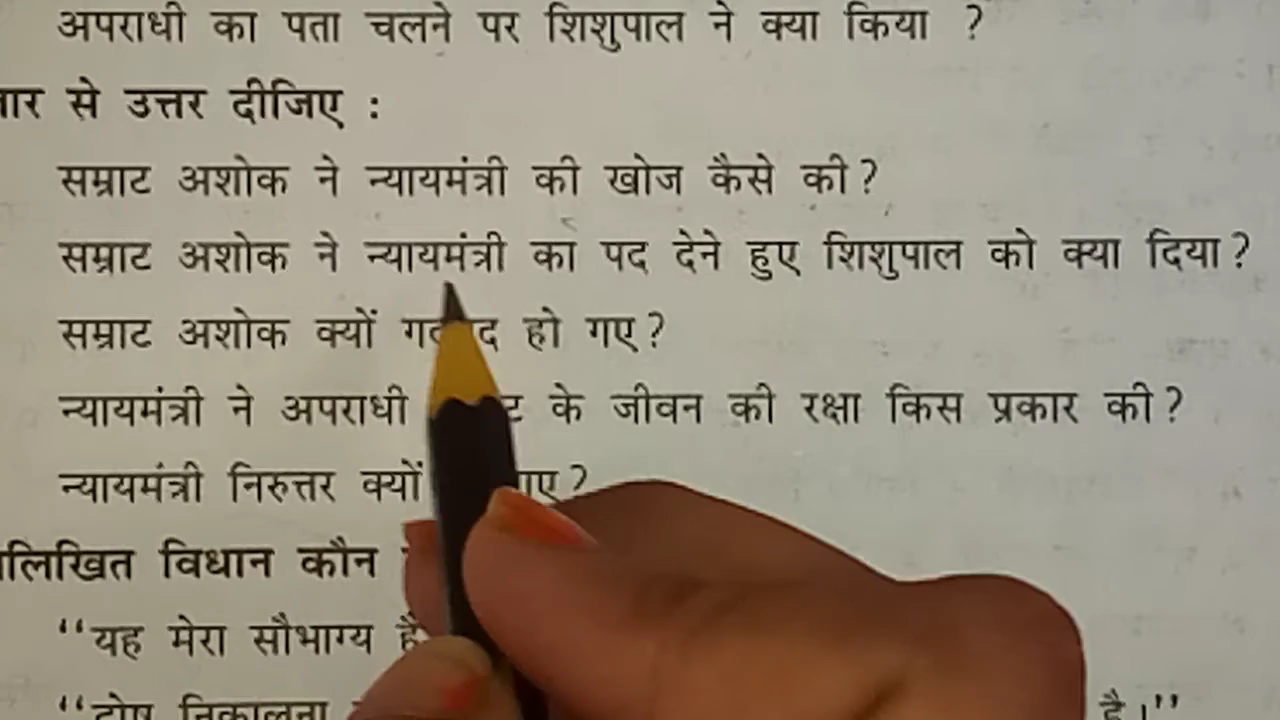 अपराधी का पता चलने पर शिशुपाल ने क्या किया ?
से उत्तर दीजिए :
सम्राट अशोक ने न्यायमंत्री की खोज कैसे की?
सम्राट अशोक ने न्यायमंत्री का पद देने हुए शिशुपाल को क्या दिया?
सम्राट अशोक क्यों हो गए?
न्यायमंत्री ने अपराधी के जीवन की रक्षा किस प्रकार की?
न्यायमंत्री निरुत्तर क्यों
विधान कौन
“यह मेरा सौभाग्य है
“दोष निकालना है।”